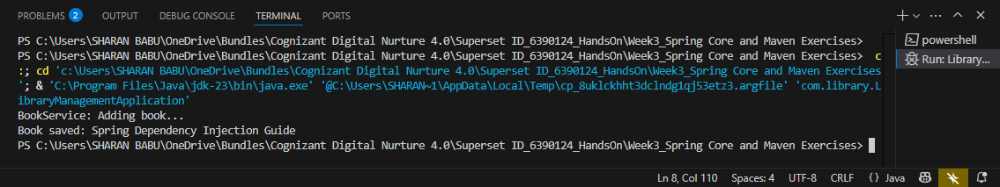 PROBLEMS 2 OUTPUT DEBUG CONSOLE TERMINAL PORTS
PS C:\Users\SHARAN BABU\OneDrive\Bundles\Cognizant Digital Nurture 4.0\Superset ID_6390124_HandsOn\Week3_Spring Core and Maven Exercises>
PS C:\Users\SHARAN BABU\OneDrive\Bundles\Cognizant Digital Nurture 4.0\Superset ID_6390124_HandsOn\Week3_Spring Core and Maven Exercises> c
:; cd 'c:\Users\SHARAN BABU\OneDrive\Bundles\Cognizant Digital Nurture 4.0\Superset ID_6390124_HandsOn\Week3_Spring Core and Maven Exercises
'; & 'C:\Program Files\Java\jdk-23\bin\java.exe' '@C:\Users\SHARAN~1\AppData\Local\Temp\cp_8uklckhht3dclndg1qj53etz3.argfile' 'com.library.L
ibraryManagementApplication'
BookService: Adding book...
Book saved: Spring Dependency Injection Guide
PS C:\Users\SHARAN BABU\OneDrive\Bundles\Cognizant Digital Nurture 4.0\Superset ID_6390124_HandsOn\Week3_Spring Core and Maven Exercises>
powershell
Run: Library...
Ln 8, Col 110 Spaces: 4 UTF-8 CRLF {} Java